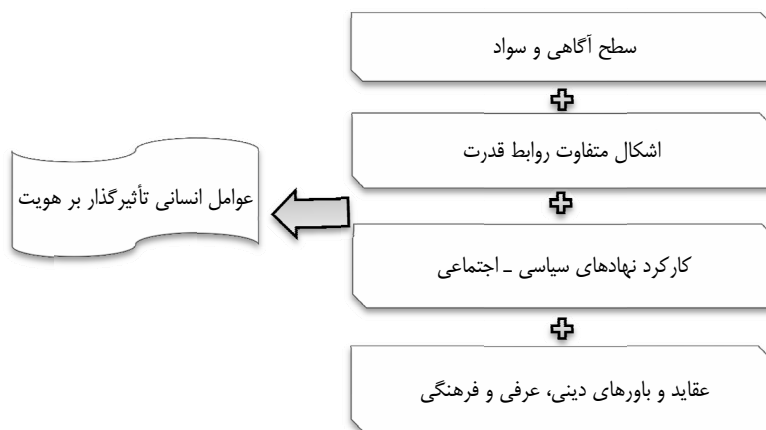 سطح آگاهی و سواد
اشکال متفاوت روابط قدرت
کارکرد نهادهای سیاسی ـ اجتماعی
عقاید و باورهای دینی، عرفی و فرهنگی
عوامل انسانی تأثیرگذار بر هویت